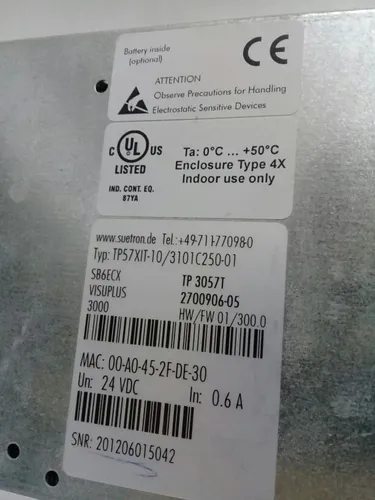 Battery inside
(optional)
CE
ATTENTION
Observe Precautions for Handling
Electrostatic Sensitive Devices
C UL US
LISTED
IND. CONT. EQ.
87YA
Ta: 0°C ... +50°C
Enclosure Type 4X
Indoor use only
www.suetron.de Tel.:+49-711-77098-0
Typ: TP57XIT-10/3101C250-01
SB6ECX TP 3057T
VISUPLUS 2700906-05
3000 HW/FW 01/300.0
MAC: 00-A0-45-2F-DE-30
Un: 24 VDC In: 0.6 A
SNR: 201206015042